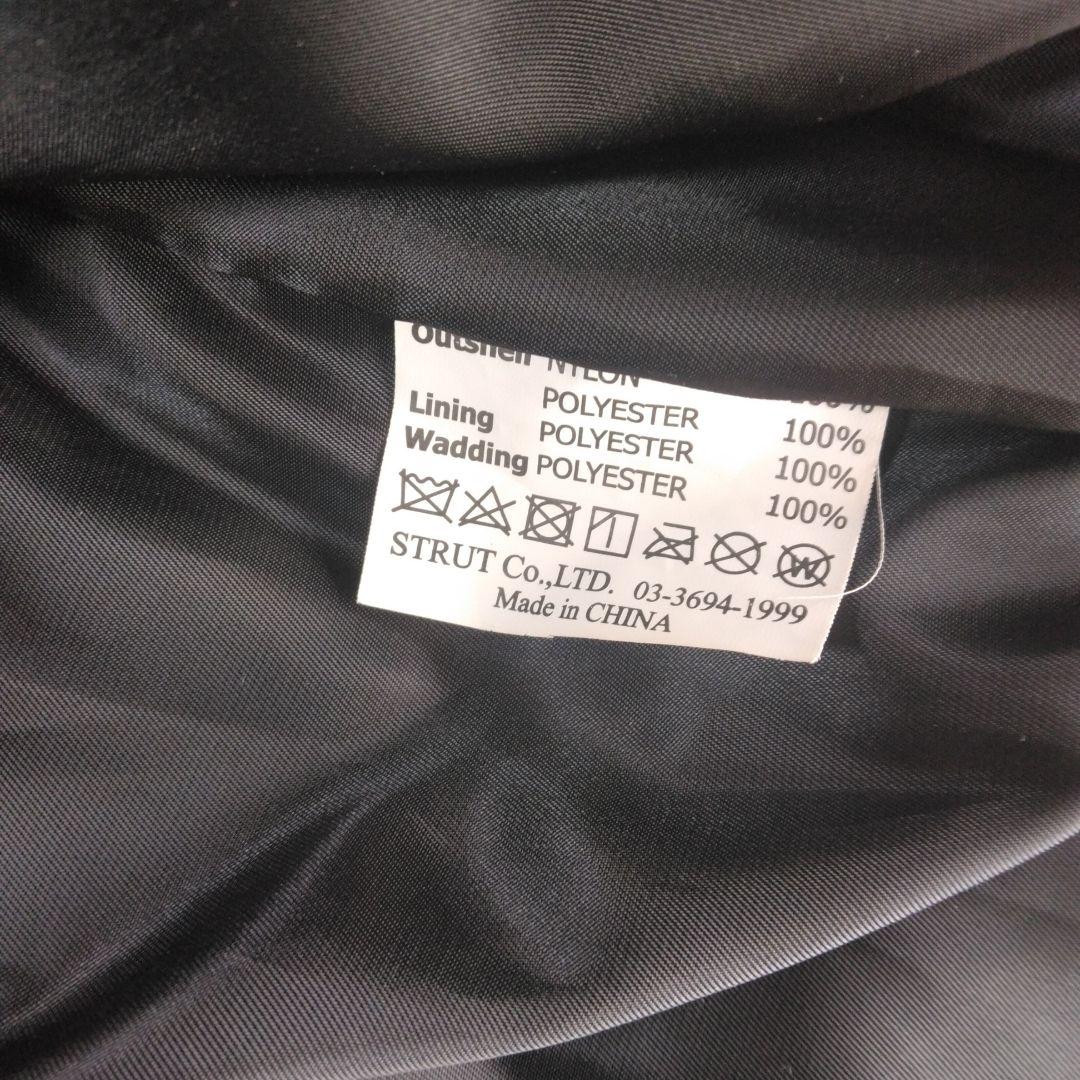 Outshell NYLON 100%
POLYESTER 100%
Lining POLYESTER 100%
Wadding POLYESTER 100%
W
STRUT Co.,LTD. 03-3694-1999
Made in CHINA